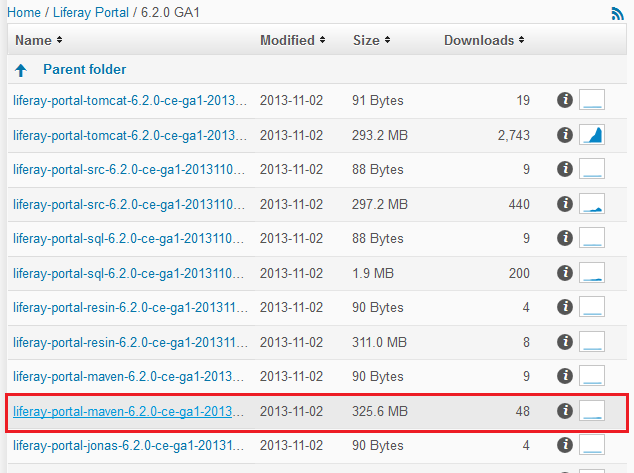 Home / Liferay Portal / 6.2.0 GA1
Name Modified Size Downloads
Parent folder
liferay-portal-tomcat-6.2.0-ce-ga1-2013... 2013-11-02 91 Bytes 19
liferay-portal-tomcat-6.2.0-ce-ga1-2013... 2013-11-02 293.2 MB 2,743
liferay-portal-src-6.2.0-ce-ga1-2013110... 2013-11-02 88 Bytes 9
liferay-portal-src-6.2.0-ce-ga1-2013110... 2013-11-02 297.2 MB 440
liferay-portal-sql-6.2.0-ce-ga1-2013110... 2013-11-02 88 Bytes 9
liferay-portal-sql-6.2.0-ce-ga1-2013110... 2013-11-02 1.9 MB 200
liferay-portal-resin-6.2.0-ce-ga1-201311... 2013-11-02 90 Bytes 4
liferay-portal-resin-6.2.0-ce-ga1-201311... 2013-11-02 311.0 MB 8
liferay-portal-maven-6.2.0-ce-ga1-2013... 2013-11-02 90 Bytes 9
liferay-portal-maven-6.2.0-ce-ga1-2013... 2013-11-02 325.6 MB 48
liferay-portal-jonas-6.2.0-ce-ga1-20131... 2013-11-02 90 Bytes 4